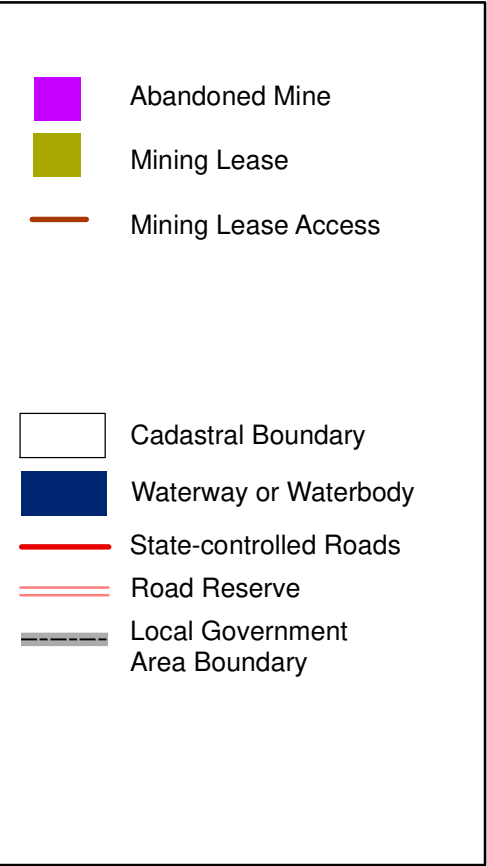 Abandoned Mine
Mining Lease
Mining Lease Access
Cadastral Boundary
Waterway or Waterbody
State-controlled Roads
Road Reserve
Local Government
Area Boundary